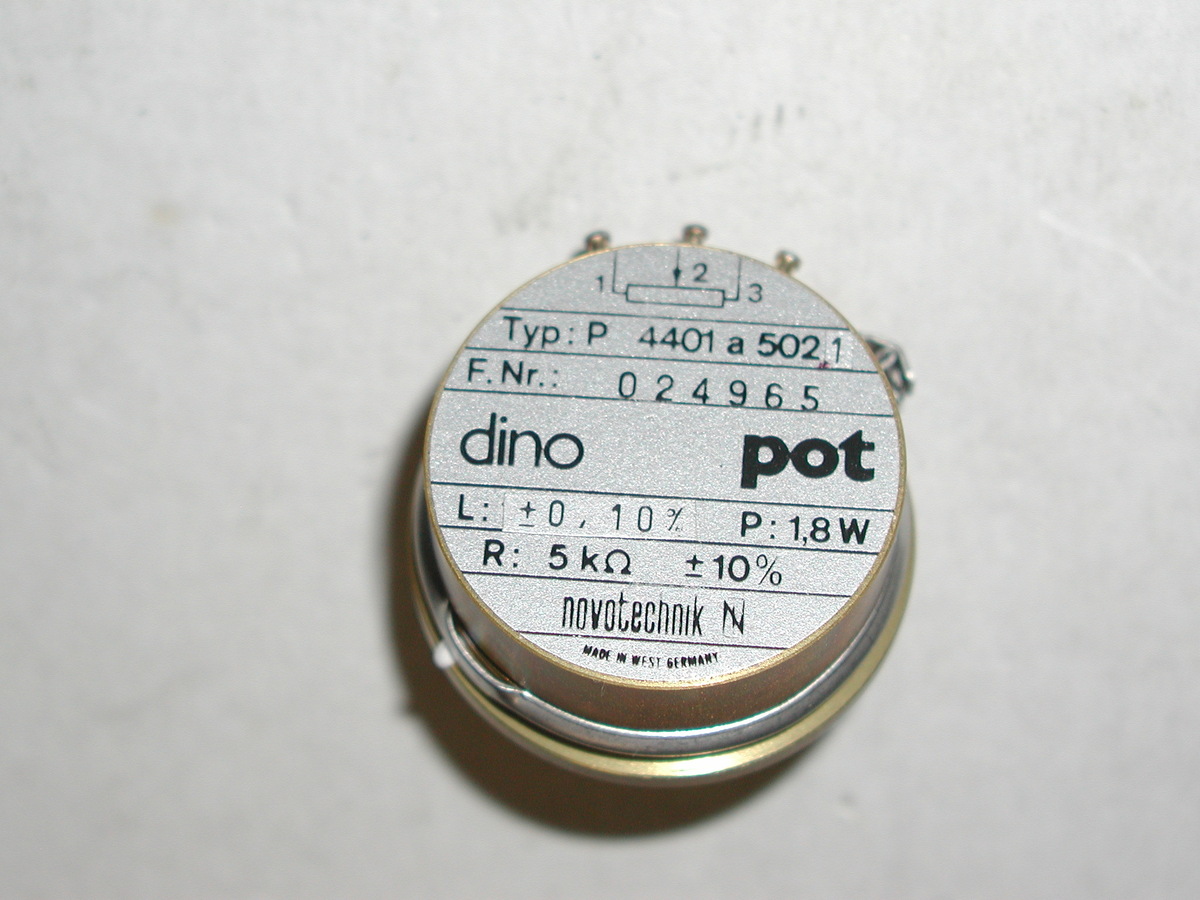 1 2 3
Typ: P 4401 a 502,1
F. Nr.: 024965
dino pot
L: ±0,10% P: 1,8 W
R: 5 kΩ ±10%
novotechnik N
MADE IN WEST GERMANY